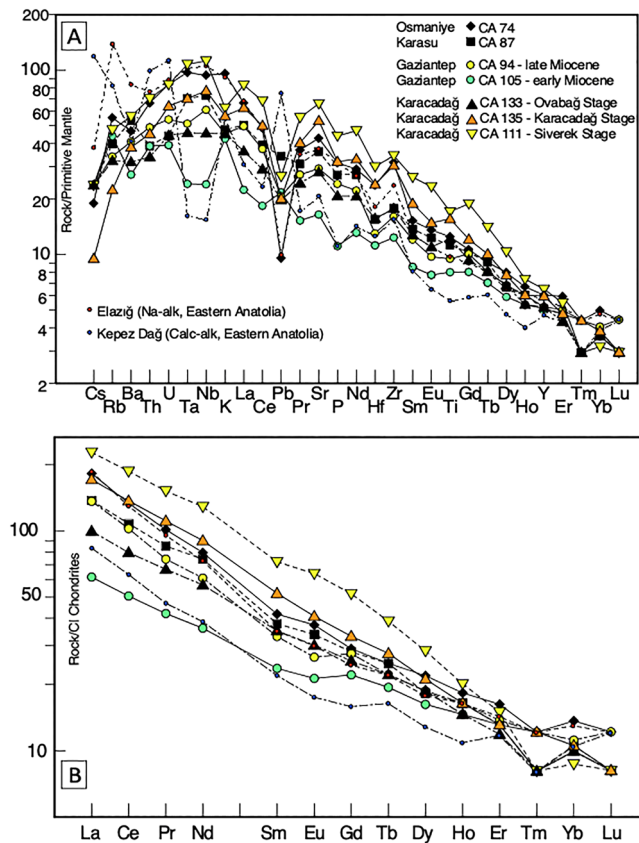 A
200
100
80
60
40
20
10
8
6
4
2
Rock/Primitive Mantle
Osmaniye ◆ CA 74
Karasu ■ CA 87
Gaziantep CA 94 - late Miocene
Gaziantep CA 105 - early Miocene
Karacadağ CA 133 - Ovabağ Stage
Karacadağ CA 135 - Karacadağ Stage
Karacadağ CA 111 - Siverek Stage
Elazığ (Na-alk, Eastern Anatolia)
Kepez Dağ (Calc-alk, Eastern Anatolia)
Cs Ba U Nb La Pb Sr Nd Zr Eu Gd Dy Y Tm Lu
Rb Th Ta K Ce Pr P Hf Sm Ti Tb Ho Er Yb
B
100
50
10
Rock/CI Chondrites
La Ce Pr Nd Sm Eu Gd Tb Dy Ho Er Tm Yb Lu